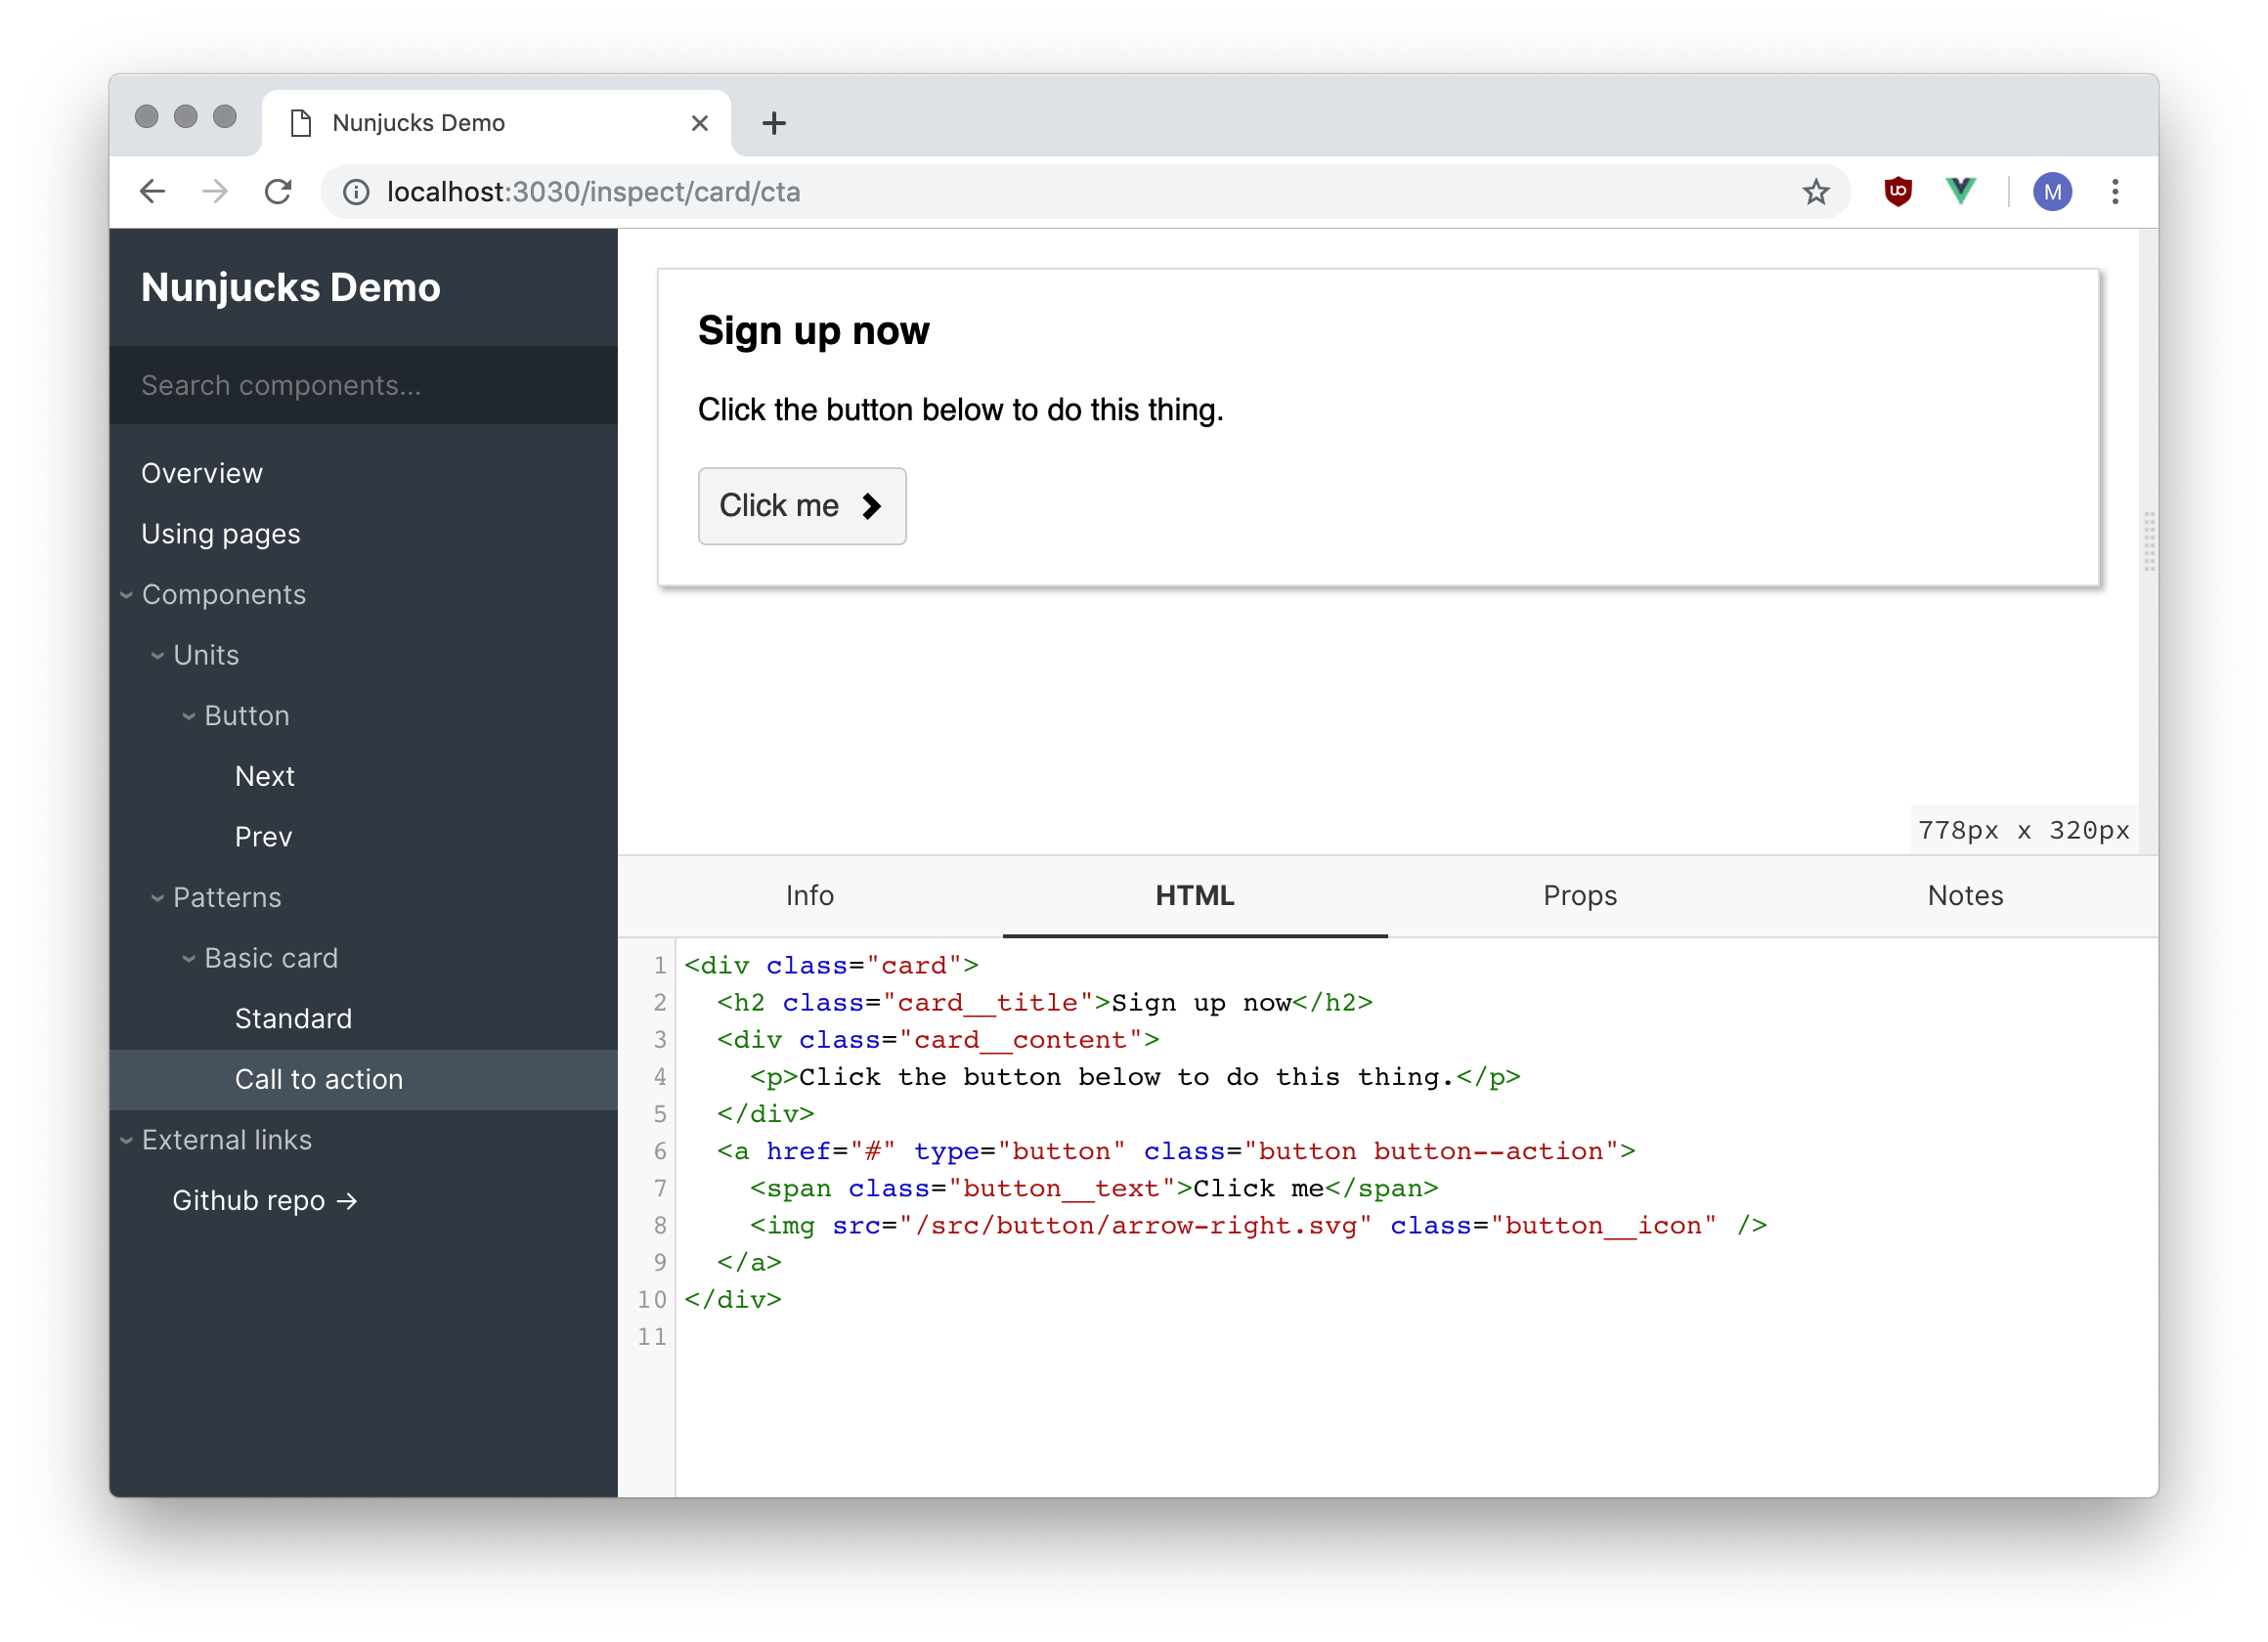 Nunjucks Demo
localhost:3030/inspect/card/cta
M
Nunjucks Demo
Search components...
Overview
Using pages
Components
Units
Button
Next
Prev
Patterns
Basic card
Standard
Call to action
External links
Github repo →
Sign up now
Click the button below to do this thing.
Click me
778px x 320px
Info HTML Props Notes
1 <div class="card">
2   <h2 class="card__title">Sign up now</h2>
3   <div class="card__content">
4     <p>Click the button below to do this thing.</p>
5   </div>
6   <a href="#" type="button" class="button button--action">
7     <span class="button__text">Click me</span>
8     <img src="/src/button/arrow-right.svg" class="button__icon" />
9   </a>
10 </div>
11